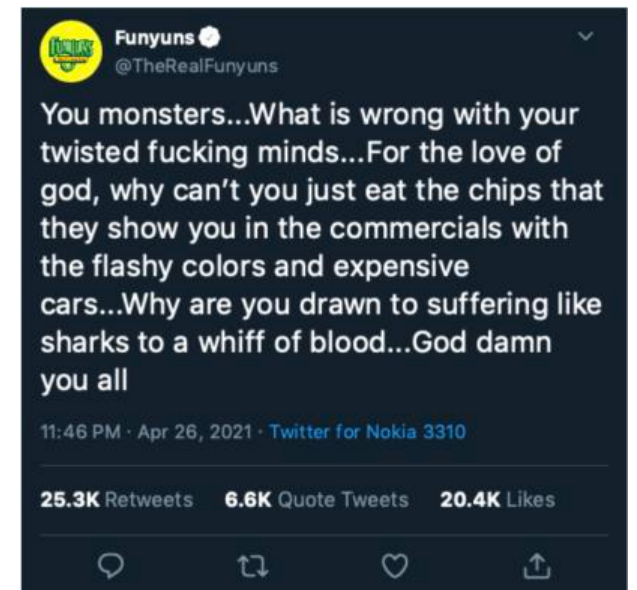 FUNYUNS
Funyuns
@TheRealFunyuns
You monsters...What is wrong with your
twisted fucking minds...For the love of
god, why can’t you just eat the chips that
they show you in the commercials with
the flashy colors and expensive
cars...Why are you drawn to suffering like
sharks to a whiff of blood...God damn
you all
11:46 PM · Apr 26, 2021 · Twitter for Nokia 3310
25.3K Retweets 6.6K Quote Tweets 20.4K Likes